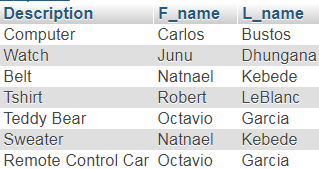 Description F_name L_name
Computer Carlos Bustos
Watch Junu Dhungana
Belt Natnael Kebede
Tshirt Robert LeBlanc
Teddy Bear Octavio Garcia
Sweater Natnael Kebede
Remote Control Car Octavio Garcia